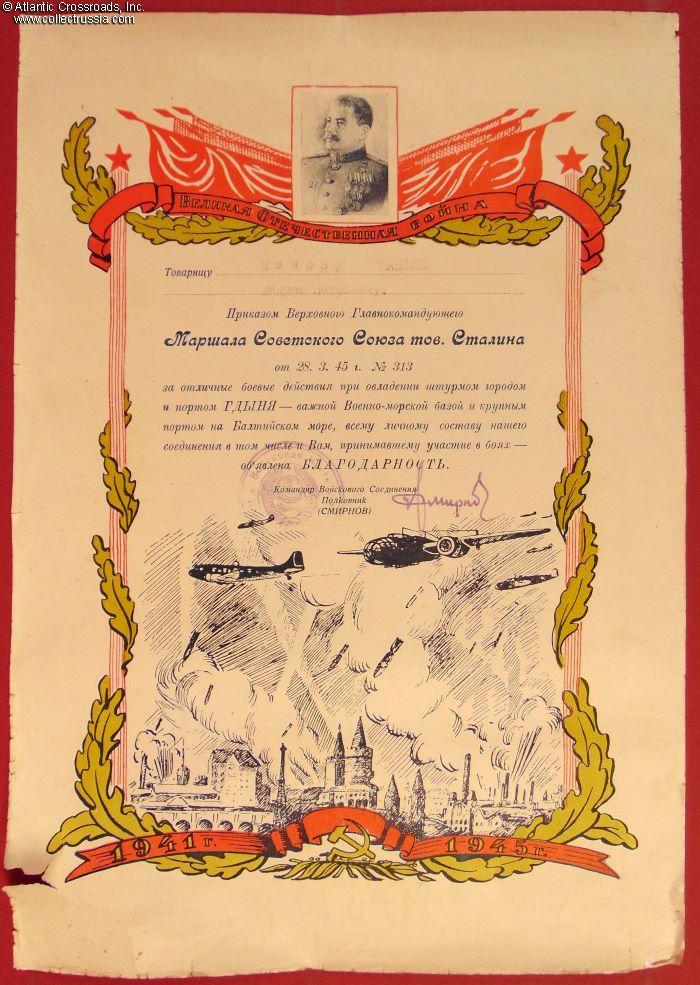 © Atlantic Crossroads, Inc.
www.collectrussia.com
ВЕЛИКАЯ ОТЕЧЕСТВЕННАЯ ВОЙНА
Товарищу
Андрею Петровичу.
Приказом Верховного Главнокомандующего
Маршала Советского Союза тов. Сталина
от 28. 3. 45 г. № 313
за отличные боевые действия при овладении штурмом городом
и портом ГДЫНЯ — важной Военно-морской базой и крупным
портом на Балтийском море, всему личному составу нашего
соединения в том числе и Вам, принимавшему участие в боях —
объявлена БЛАГОДАРНОСТЬ.
Командир Войскового Соединения
Полковник
(СМИРНОВ)
1941 г.
1945 г.